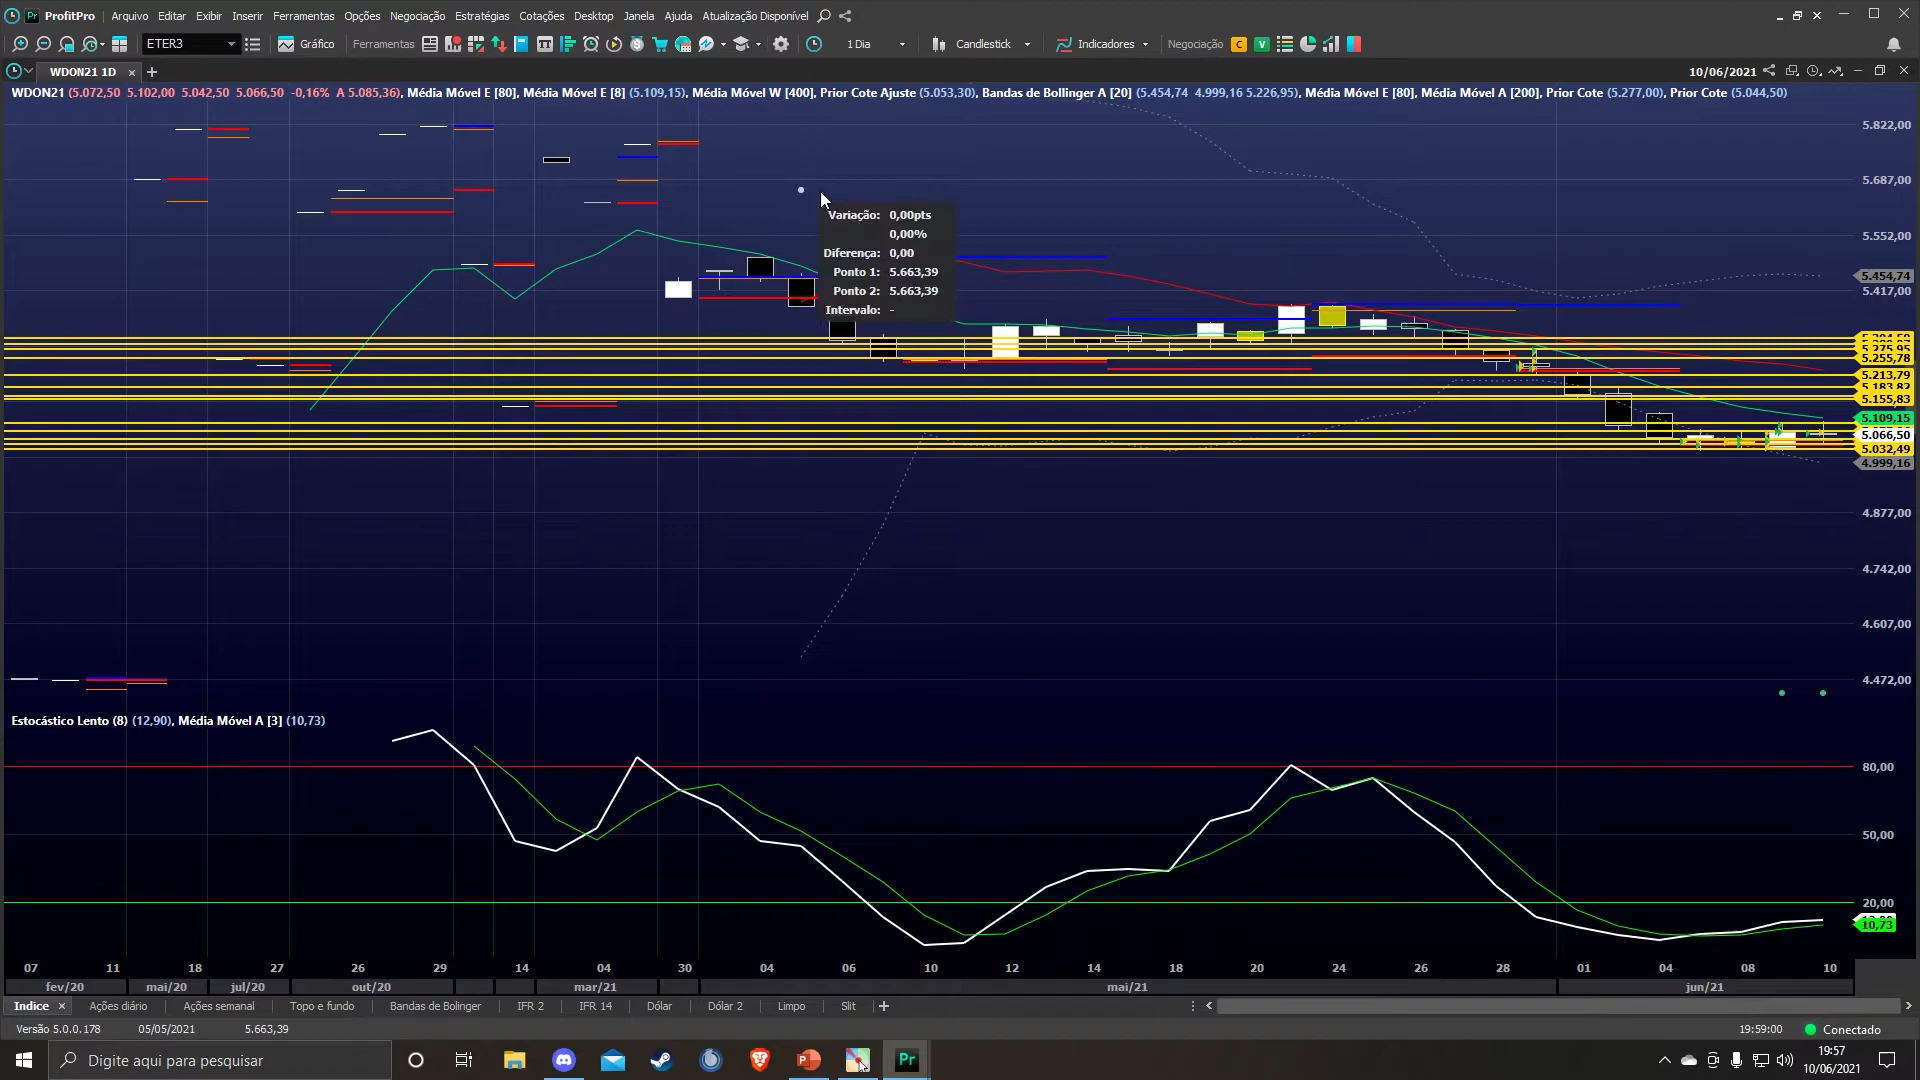 ProfitPro Arquivo Editar Exibir Inserir Ferramentas Opções Negociação Estratégias Cotações Desktop Janela Ajuda Atualização Disponível
ETER3 Gráfico Ferramentas 1 Dia Candlestick Indicadores Negociação C V
WDON21 1D 10/06/2021
WDON21 (5.072,50 5.102,00 5.042,50 5.066,50 -0,16% A 5.085,36), Média Móvel E [80], Média Móvel E [8] (5.109,15), Média Móvel W [400], Prior Cote Ajuste (5.053,30), Bandas de Bollinger A [20] (5.454,74 4.999,16 5.226,95), Média Móvel E [80], Média Móvel A [200], Prior Cote (5.277,00), Prior Cote (5.044,50)
5.822,00
5.687,00
Variação: 0,00pts
0,00%
5.552,00
Diferença: 0,00
Ponto 1: 5.663,39
5.454,74
Ponto 2: 5.663,39
5.417,00
Intervalo: -
5.275,95
5.255,78
5.213,79
5.183,82
5.155,83
5.109,15
5.066,50
5.032,49
4.999,16
4.877,00
4.742,00
4.607,00
4.472,00
Estocástico Lento (8) (12,90), Média Móvel A [3] (10,73)
80,00
50,00
20,00
10,73
07 11 18 27 26 29 14 04 30 04 06 10 12 14 18 20 24 26 28 01 04 08 10
fev/20 mai/20 jul/20 out/20 mar/21 mai/21 jun/21
Indice Ações diário Ações semanal Topo e fundo Bandas de Bolinger IFR 2 IFR 14 Dólar Dólar 2 Limpo Slit
Versão 5.0.0.178 05/05/2021 5.663,39 19:59:00 Conectado
Digite aqui para pesquisar
19:57
10/06/2021